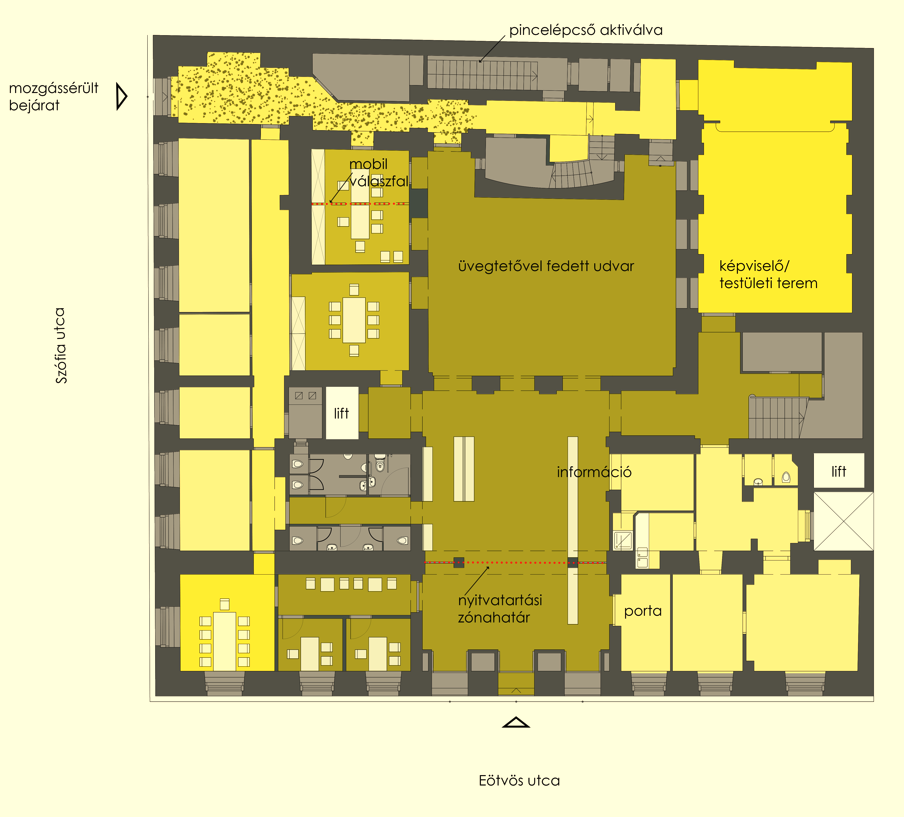 pincelépcső aktiválva
mozgássérült
bejárat
mobil
válaszfal
üvegtetővel fedett udvar
képviselő/
testületi terem
Szófia utca
lift
információ
lift
nyitvatartási
zónahatár
porta
Eötvös utca